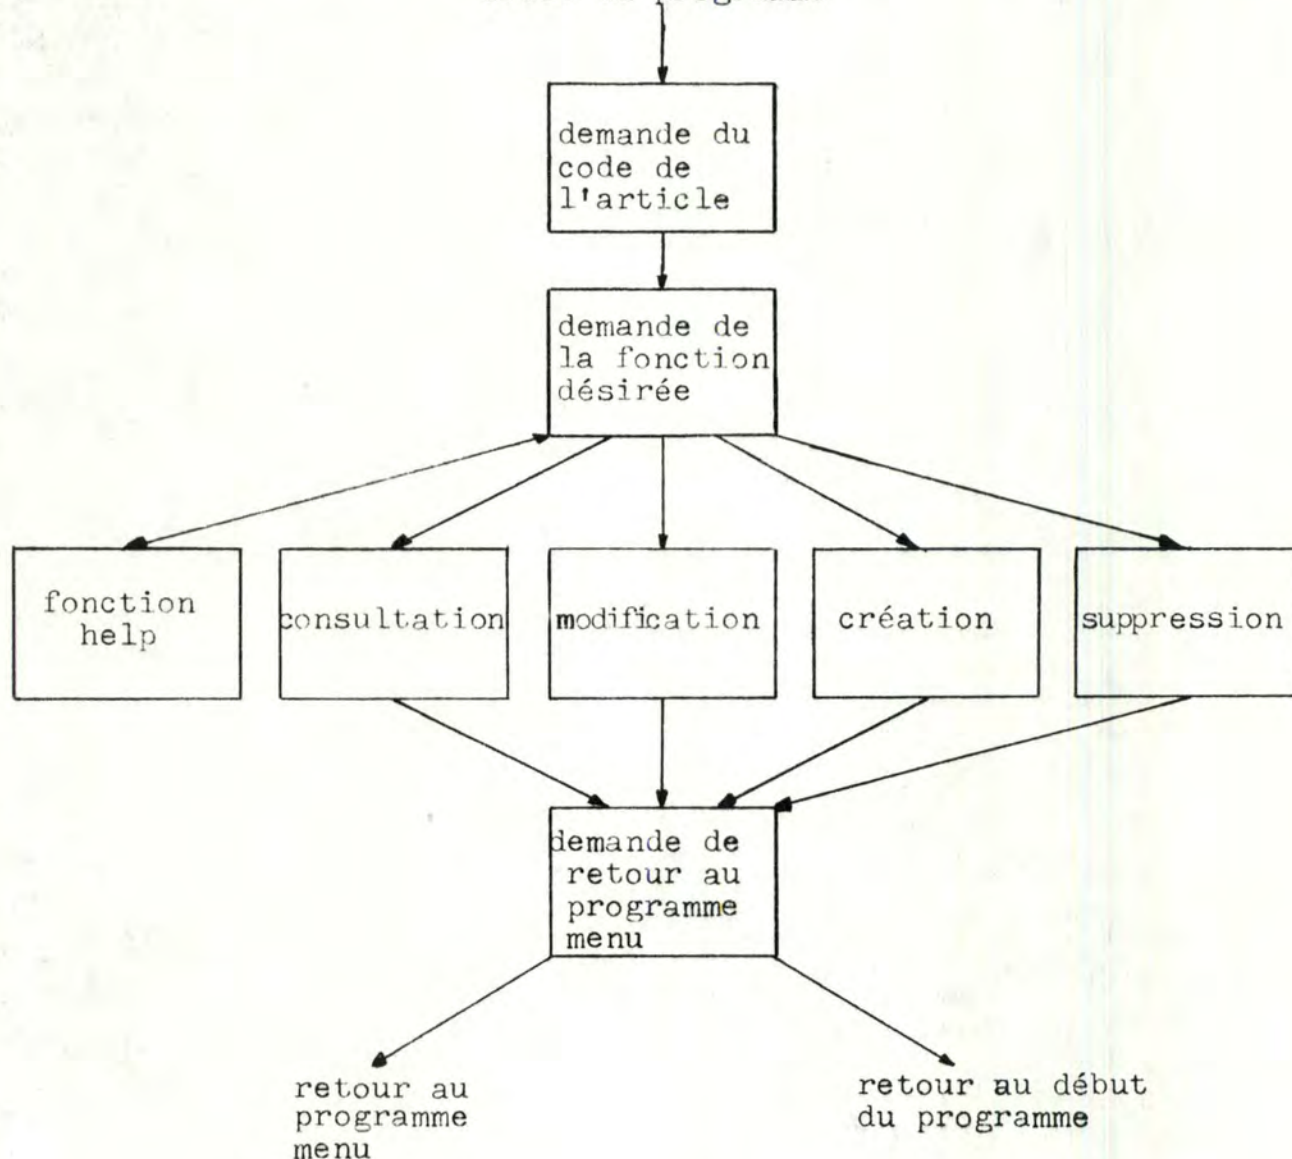 programme
demande du
code de
l'article
demande de
la fonction
désirée
fonction
help
consultation
modification
création
suppression
demande de
retour au
programme
menu
retour au
programme
menu
retour au début
du programme